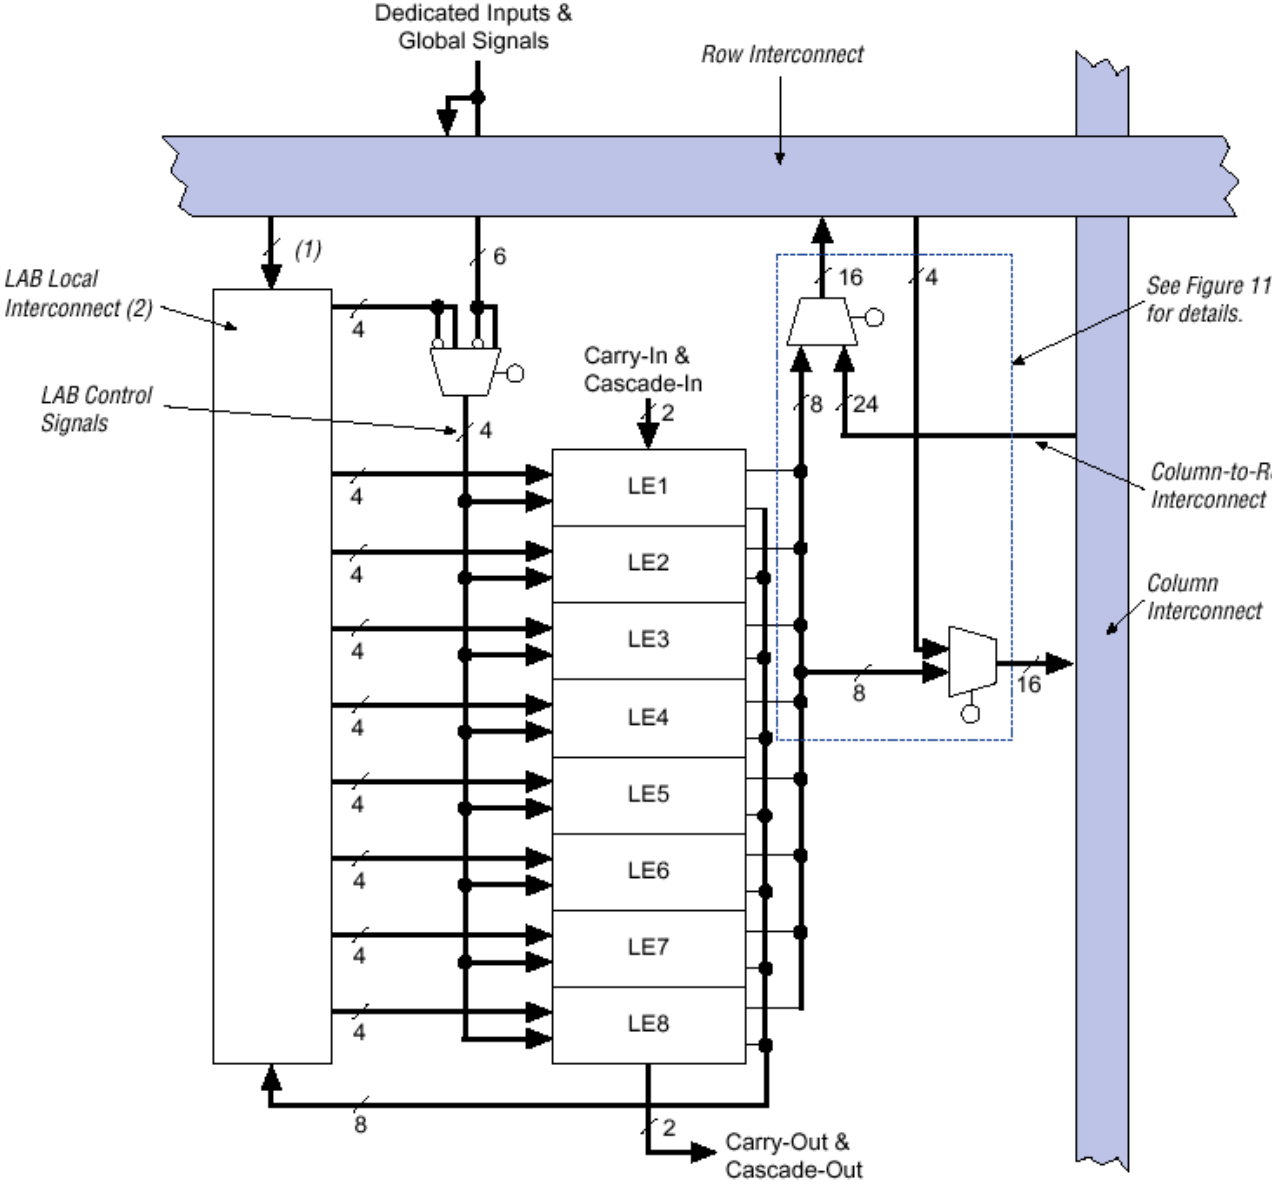 Dedicated Inputs &
Global Signals
Row Interconnect
(1)
6
16
4
LAB Local
Interconnect (2)
4
See Figure 11
for details.
Carry-In &
Cascade-In
LAB Control
Signals
4
2
8
24
Column-to-R
Interconnect
4
LE1
4
LE2
Column
Interconnect
4
LE3
8
16
4
LE4
4
LE5
4
LE6
4
LE7
4
LE8
8
2
Carry-Out &
Cascade-Out